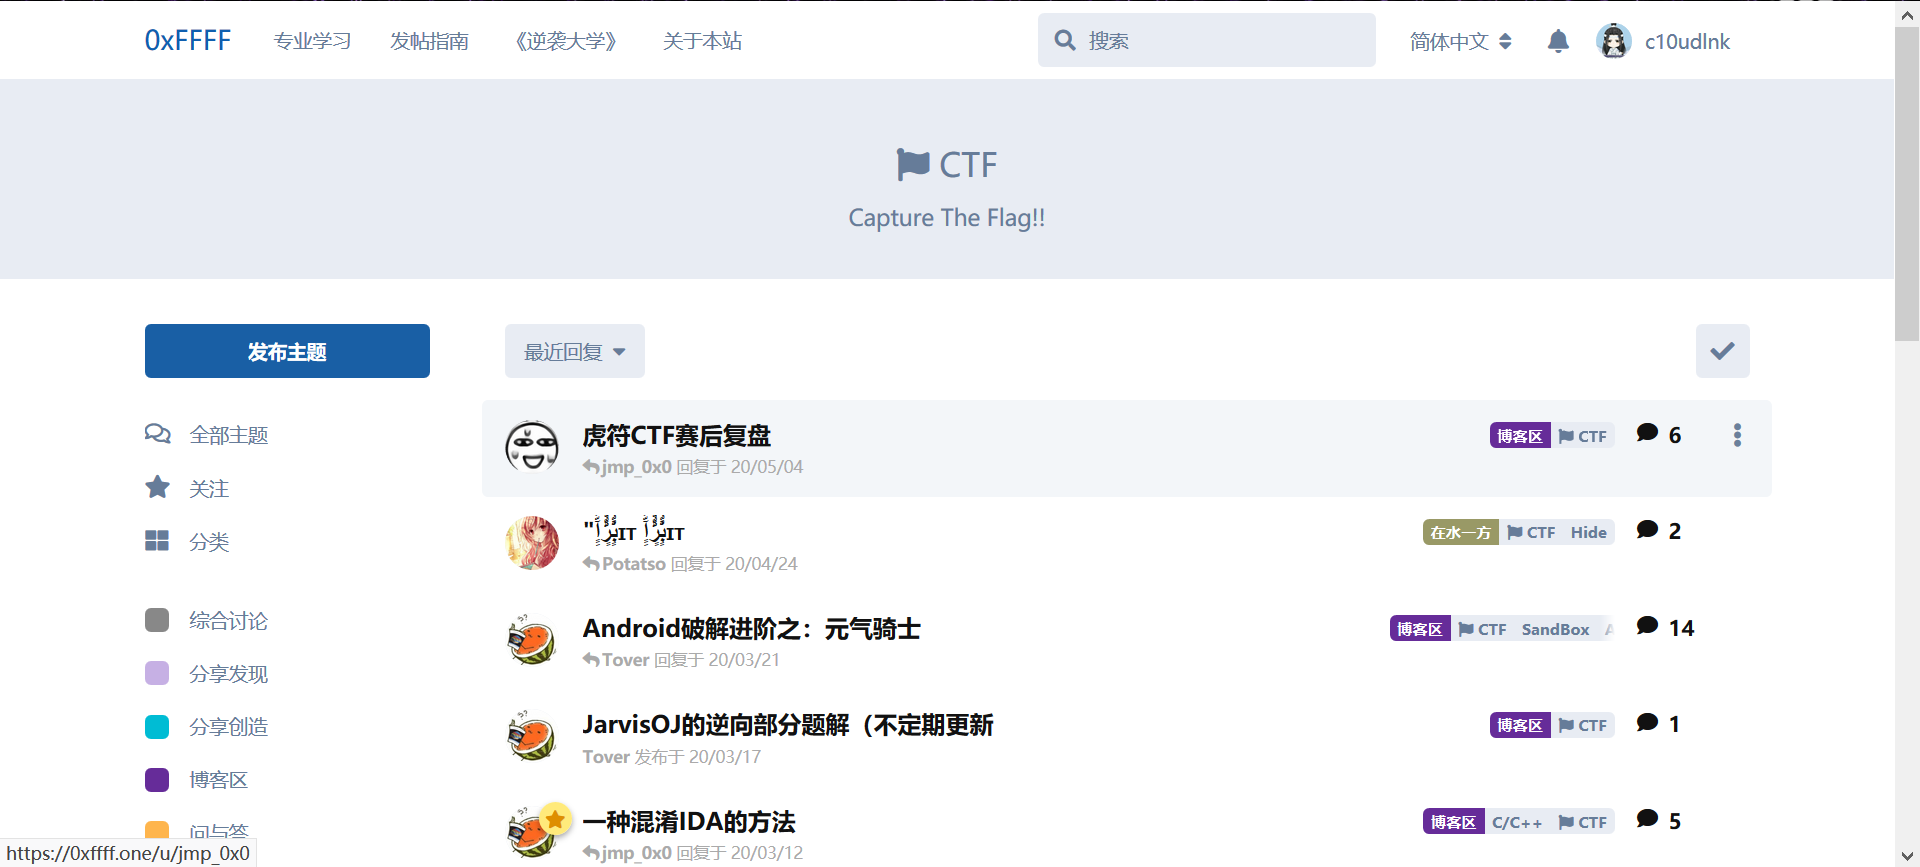 0xFFFF 专业学习 发帖指南 《逆袭大学》 关于本站 搜索 简体中文 c10udlnk
CTF
Capture The Flag!!
发布主题
最近回复
全部主题
关注
分类
综合讨论
分享发现
分享创造
博客区
问与答
虎符CTF赛后复盘 博客区 CTF 6
jmp_0x0 回复于 20/05/04
在水一方 CTF Hide 2
Potatso 回复于 20/04/24
Android破解进阶之：元气骑士 博客区 CTF SandBox 14
Tover 回复于 20/03/21
JarvisOJ的逆向部分题解（不定期更新 博客区 CTF 1
Tover 发布于 20/03/17
一种混淆IDA的方法 博客区 C/C++ CTF 5
jmp_0x0 回复于 20/03/12
https://0xffff.one/u/jmp_0x0